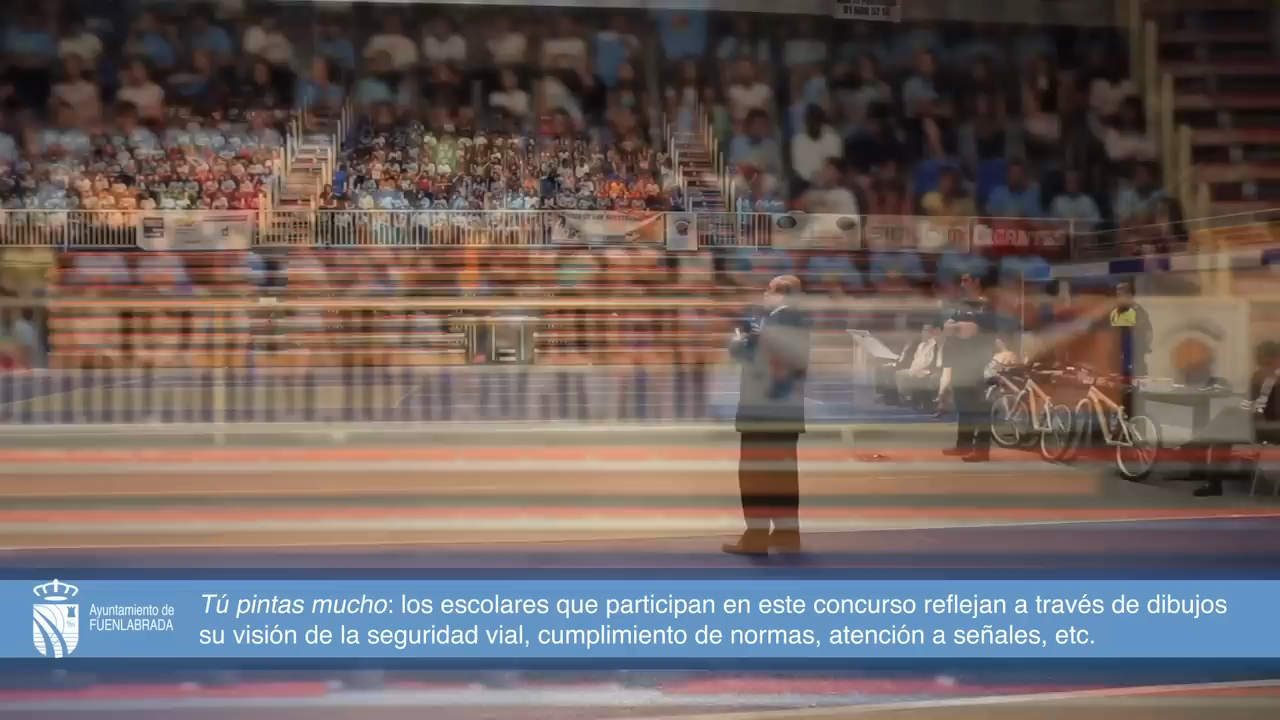 Ayuntamiento de
FUENLABRADA
Tú pintas mucho: los escolares que participan en este concurso reflejan a través de dibujos
su visión de la seguridad vial, cumplimiento de normas, atención a señales, etc.